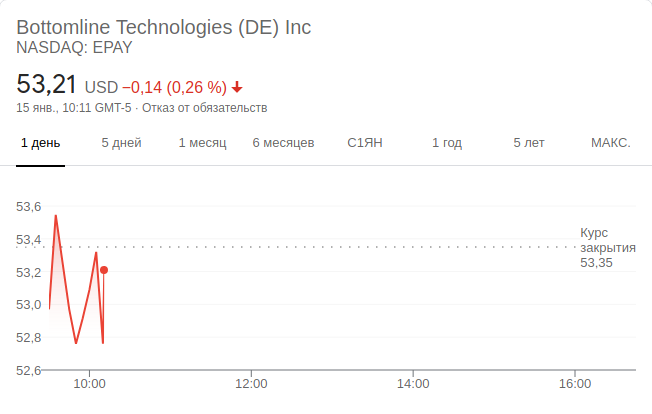 Bottomline Technologies (DE) Inc
NASDAQ: EPAY
53,21 USD −0,14 (0,26 %)
15 янв., 10:11 GMT-5 · Отказ от обязательств
1 день 5 дней 1 месяц 6 месяцев С1ЯН 1 год 5 лет МАКС.
53,6
53,4
53,2
53,0
52,8
52,6
Курс
закрытия
53,35
10:00 12:00 14:00 16:00